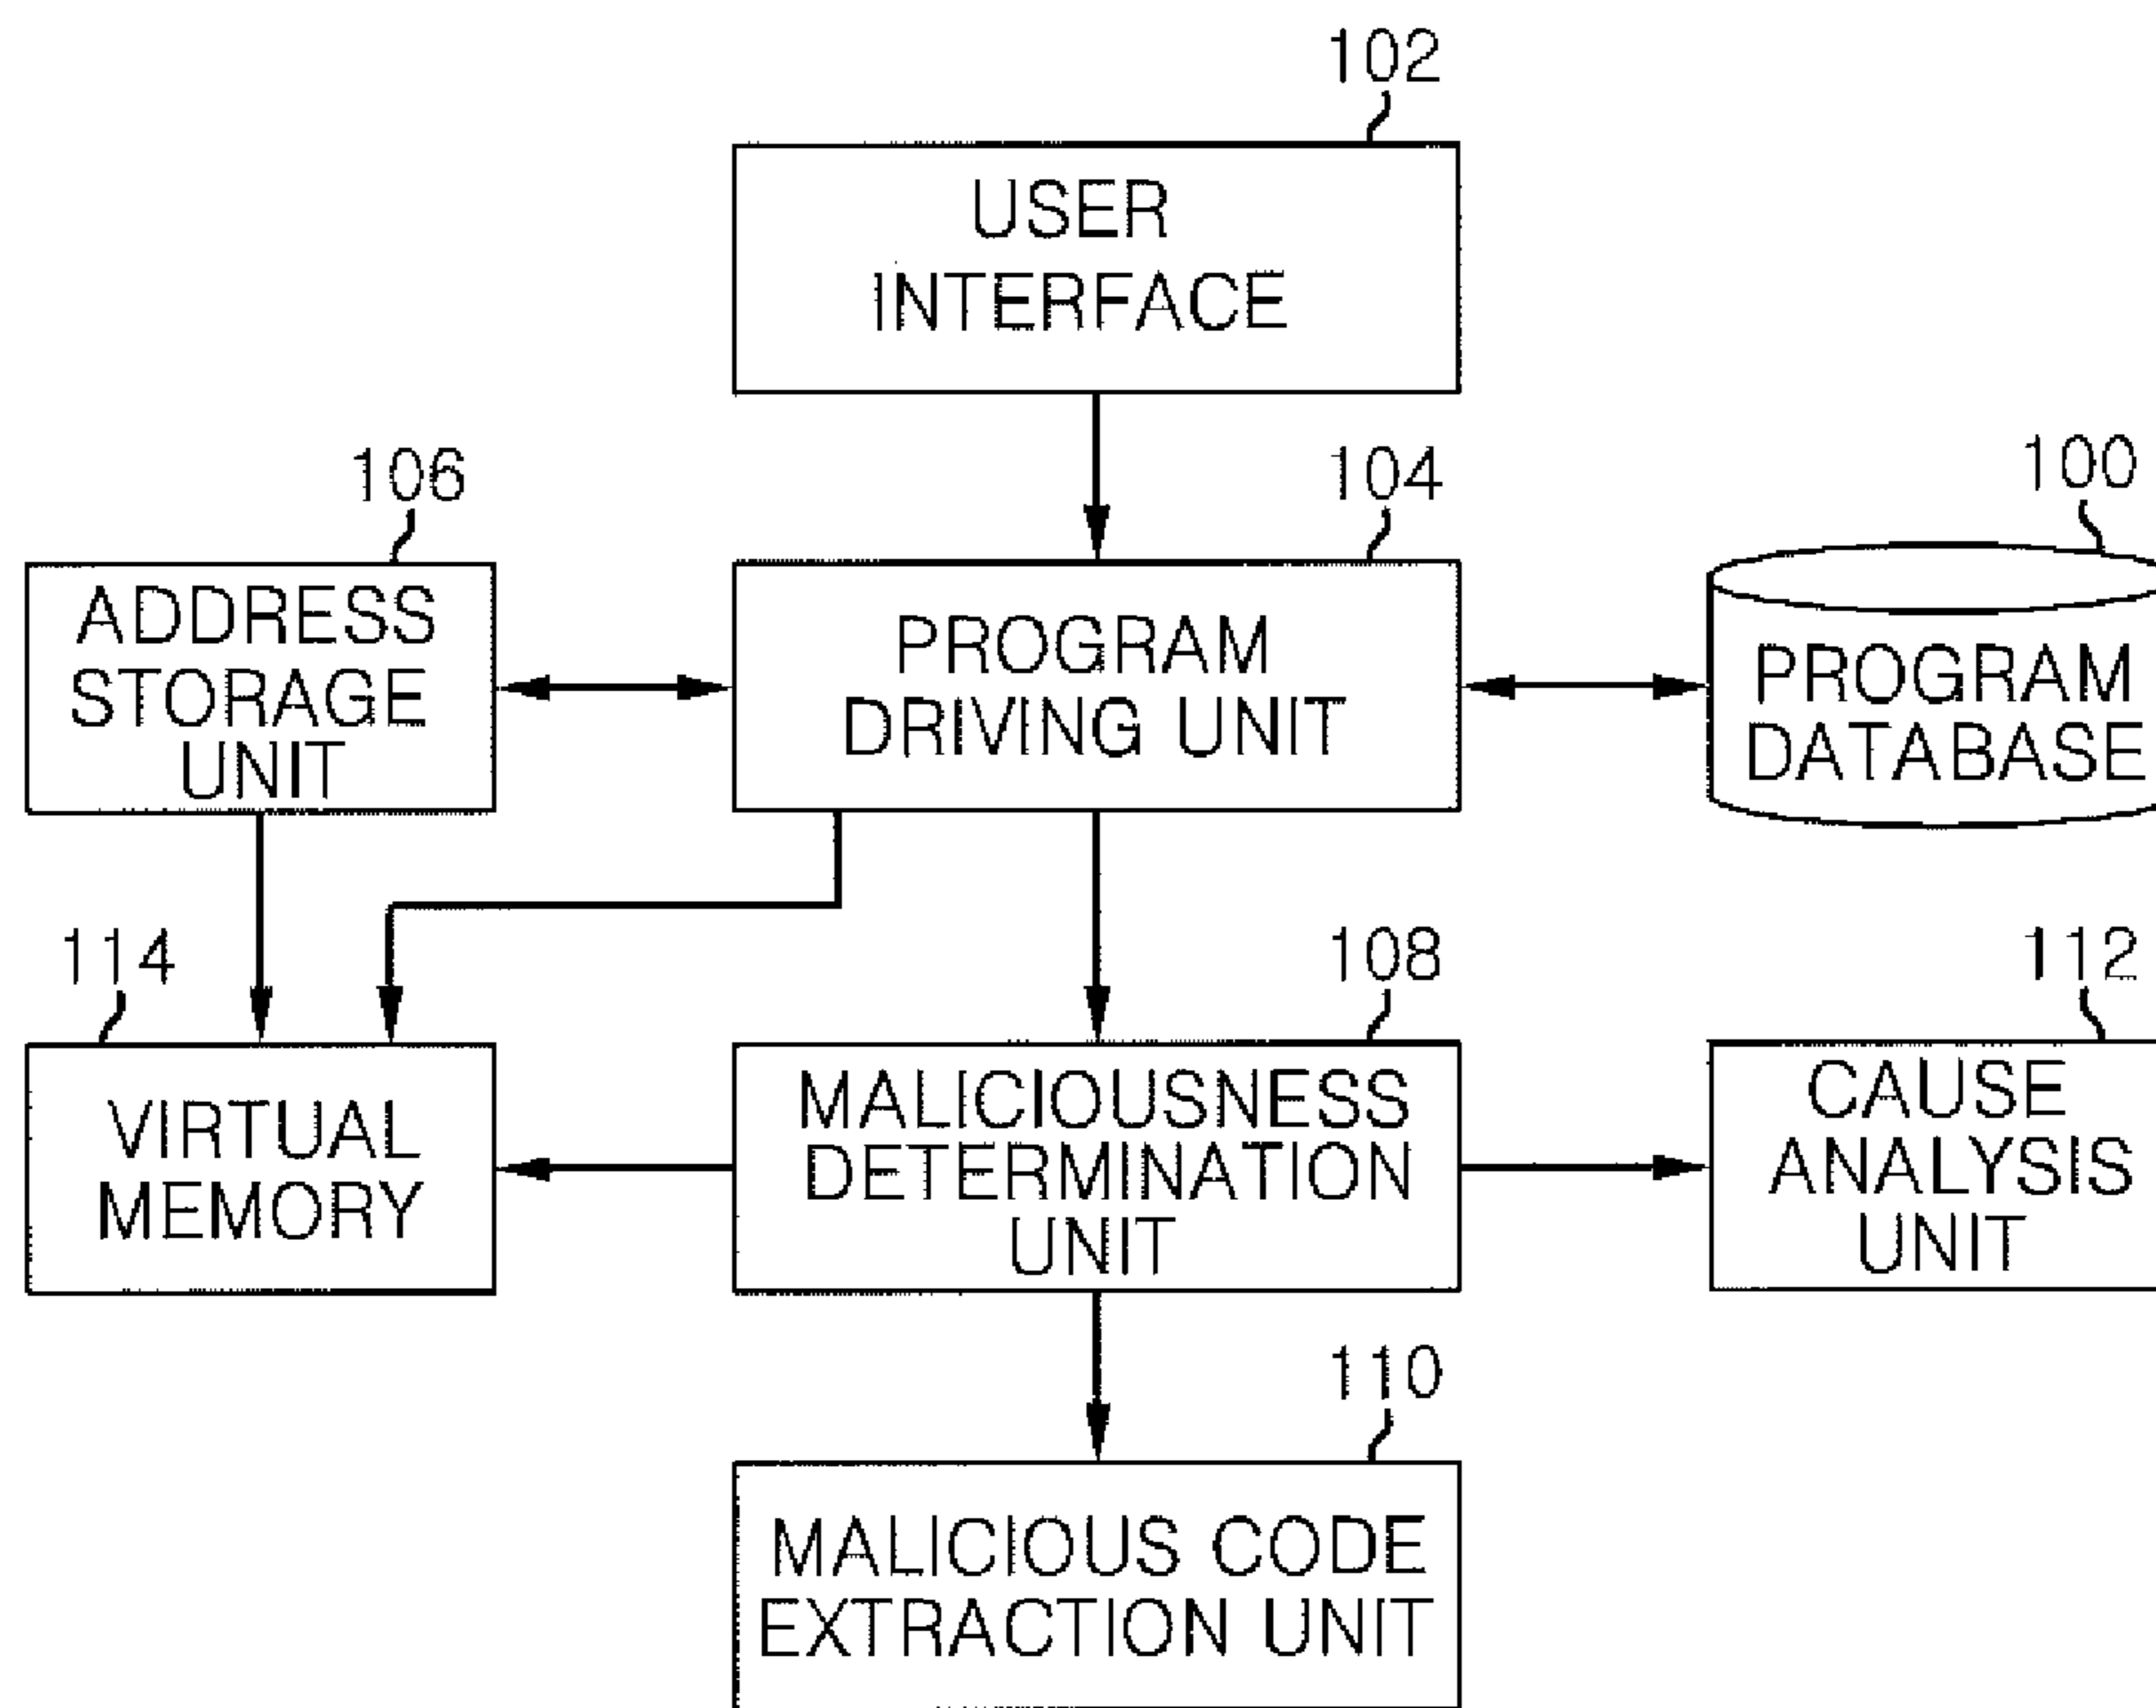 102
USER
INTERFACE
106
104
100
ADDRESS
STORAGE
UNIT
PROGRAM
DRIVING UNIT
PROGRAM
DATABASE
114
108
112
VIRTUAL
MEMORY
MALICIOUSNESS
DETERMINATION
UNIT
CAUSE
ANALYSIS
UNIT
110
MALICIOUS CODE
EXTRACTION UNIT